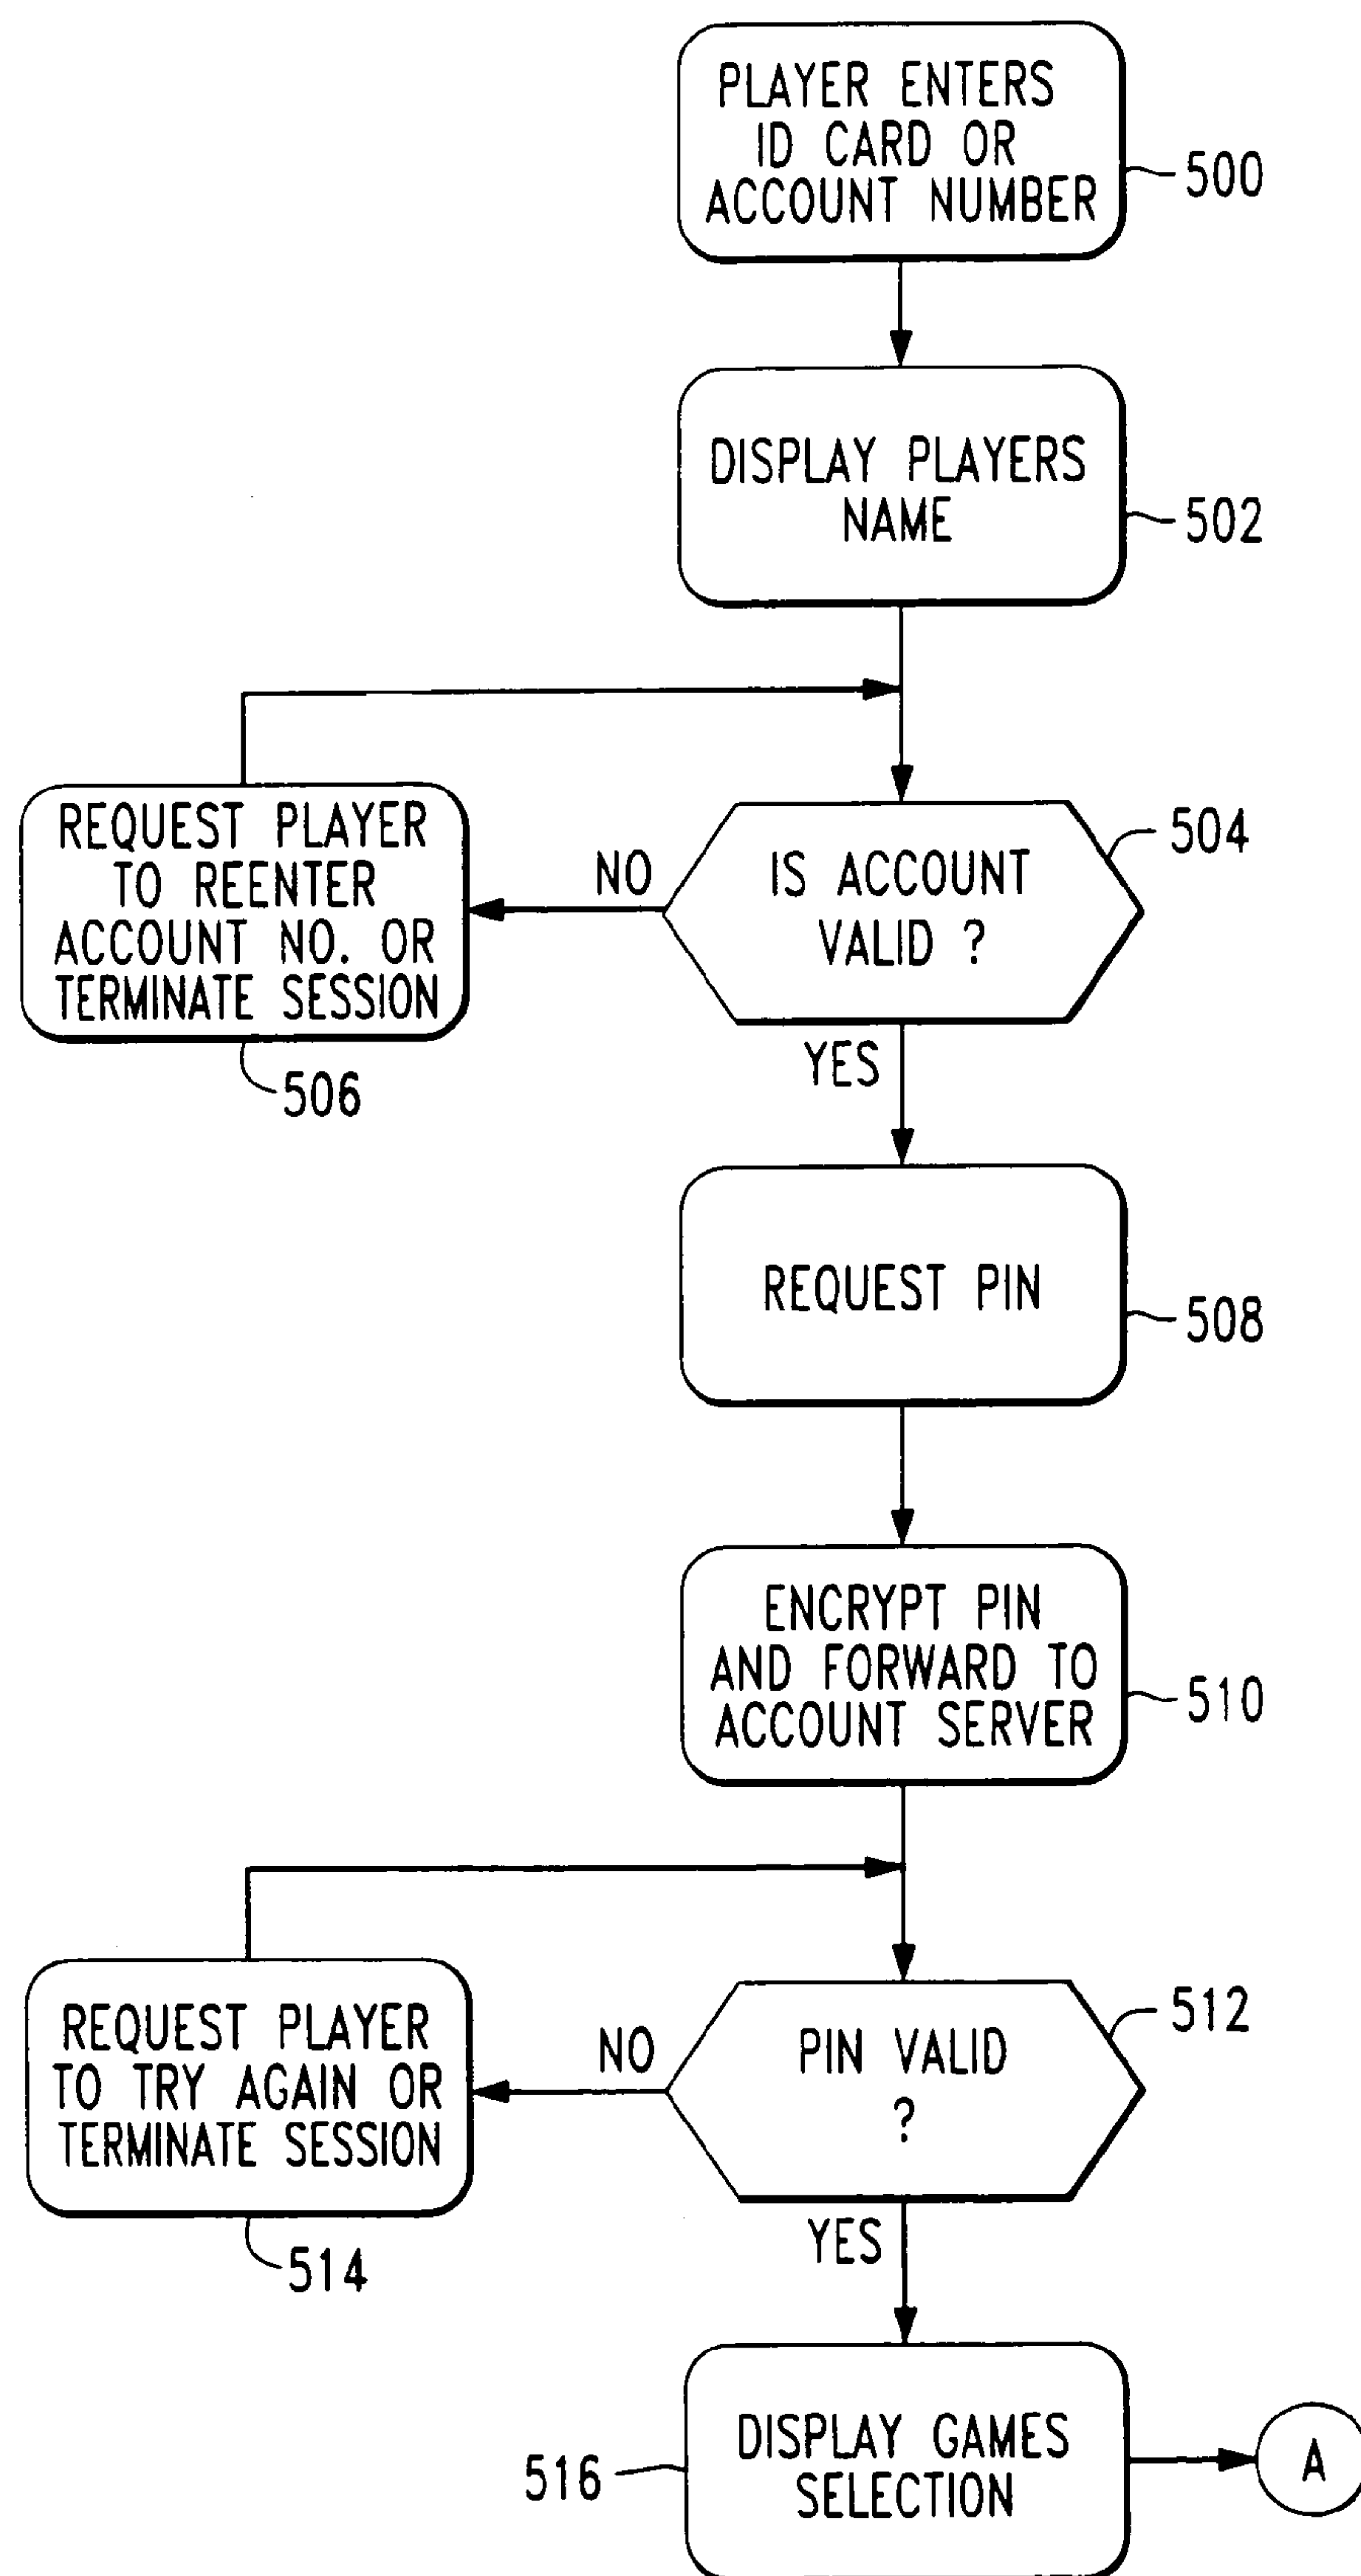 PLAYER ENTERS
ID CARD OR
ACCOUNT NUMBER
500
DISPLAY PLAYERS
NAME
502
REQUEST PLAYER
TO REENTER
ACCOUNT NO. OR
TERMINATE SESSION
506
NO
IS ACCOUNT
VALID ?
504
YES
REQUEST PIN
508
ENCRYPT PIN
AND FORWARD TO
ACCOUNT SERVER
510
REQUEST PLAYER
TO TRY AGAIN OR
TERMINATE SESSION
514
NO
PIN VALID
?
512
YES
516
DISPLAY GAMES
SELECTION
A